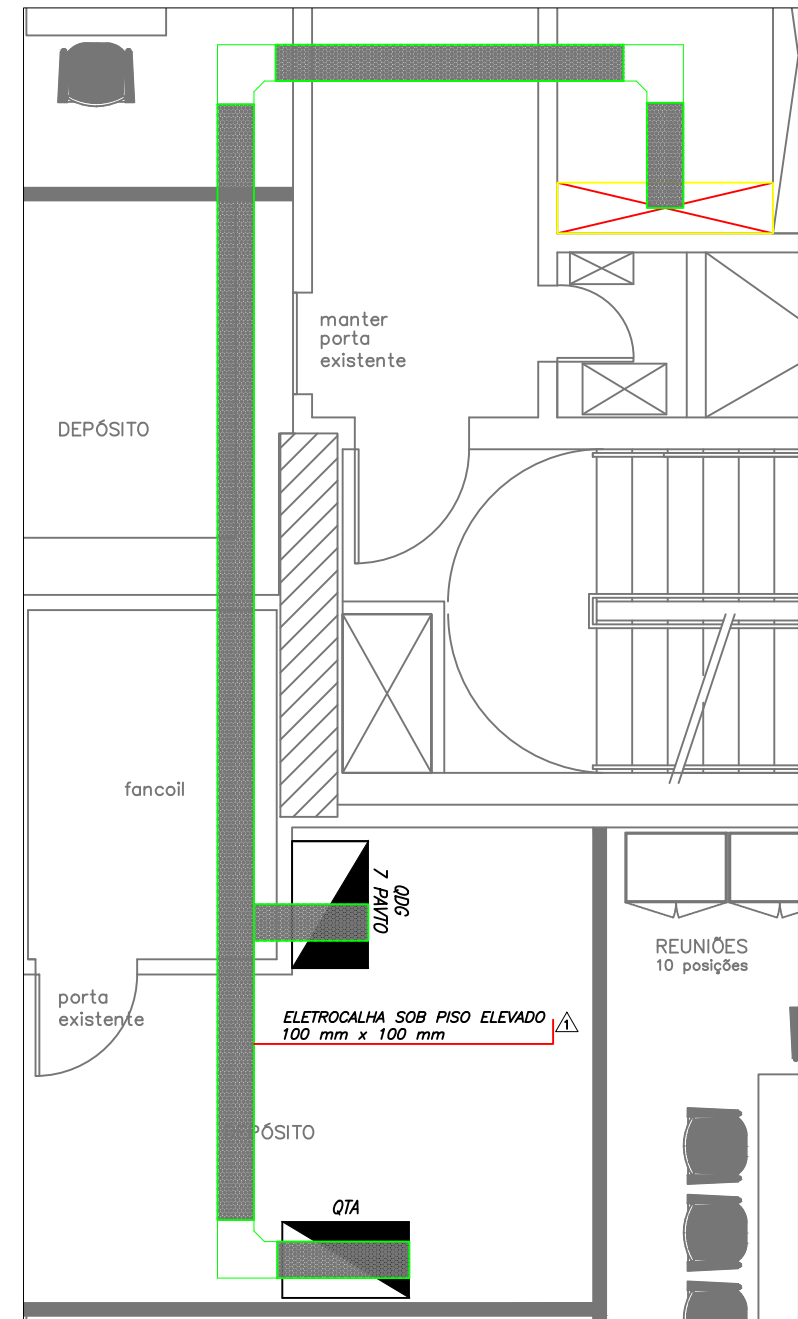 manter
porta
existente
DEPÓSITO
fancoil
QDG
7 PAVTO
REUNIÕES
10 posições
porta
existente
ELETROCALHA SOB PISO ELEVADO
100 mm x 100 mm
1
DEPÓSITO
QTA